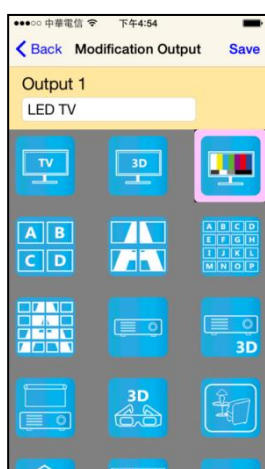 中華電信 下午4:54
Back Modification Output Save
Output 1
LED TV
TV 3D
A B
C D
A B C D
E F G H
I J K L
M N O P
3D
3D